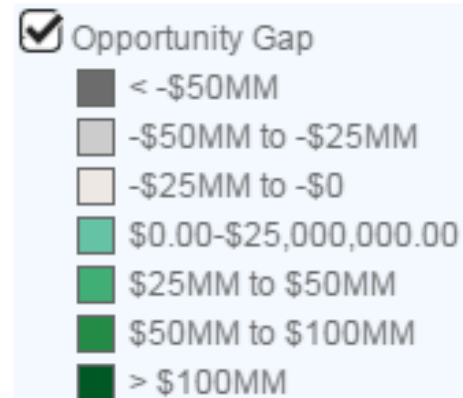 Opportunity Gap
< -$50MM
-$50MM to -$25MM
-$25MM to -$0
$0.00-$25,000,000.00
$25MM to $50MM
$50MM to $100MM
> $100MM